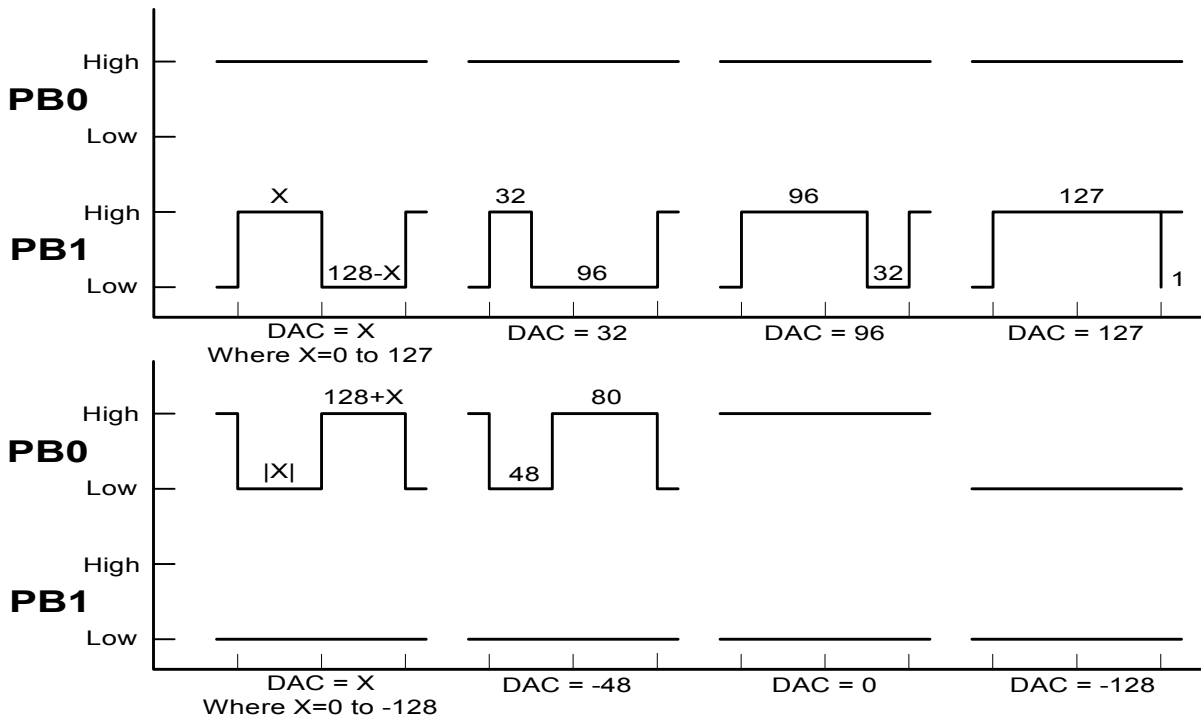 High
PB0
Low
X 32 96 127
High
PB1
128-X 96 32 1
Low
DAC = X DAC = 32 DAC = 96 DAC = 127
Where X=0 to 127
128+X 80
High
PB0
|X| 48
Low
High
PB1
Low
DAC = X DAC = -48 DAC = 0 DAC = -128
Where X=0 to -128